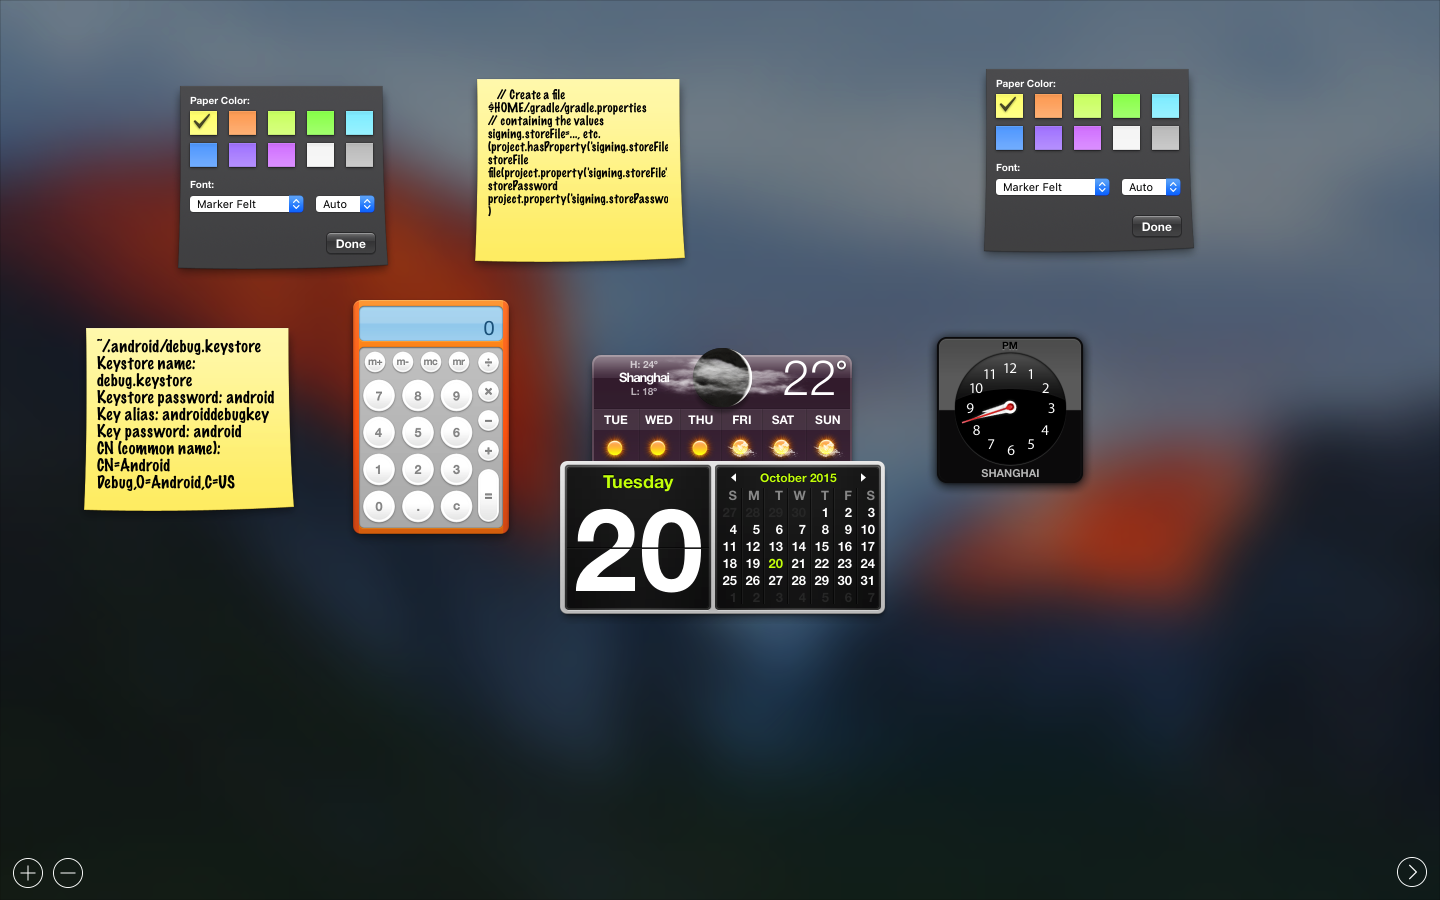 Paper Color:
Font:
Marker Felt
Auto
Done
// Create a file
$HOME/.gradle/gradle.properties
// containing the values
signing.storeFile=..., etc.
(project.hasProperty('signing.storeFile
storeFile
file(project.property('signing.storeFile'
storePassword
project.property('signing.storePasswo
)
Paper Color:
Font:
Marker Felt
Auto
Done
~/.android/debug.keystore
Keystore name:
debug.keystore
Keystore password: android
Key alias: androiddebugkey
Key password: android
CN (common name):
CN=Android
Debug,O=Android,C=US
0
m+ m- mc mr ÷
7 8 9 ×
4 5 6 −
1 2 3 +
0 . c =
H: 24°
Shanghai
L: 18°
22°
TUE WED THU FRI SAT SUN
Tuesday
20
October 2015
S M T W T F S
27 28 29 30 1 2 3
4 5 6 7 8 9 10
11 12 13 14 15 16 17
18 19 20 21 22 23 24
25 26 27 28 29 30 31
1 2 3 4 5 6 7
PM
12
11 1
10 2
9 3
8 4
7 5
6
SHANGHAI